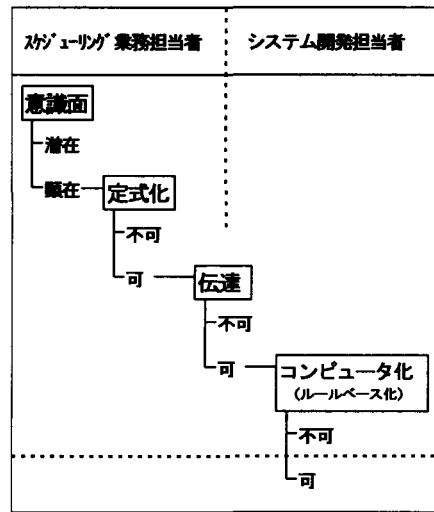 スケジューリング業務担当者 システム開発担当者
意識面
潜在
顕在 定式化
不可
可 伝達
不可
可 コンピュータ化
(ルールベース化)
不可
可